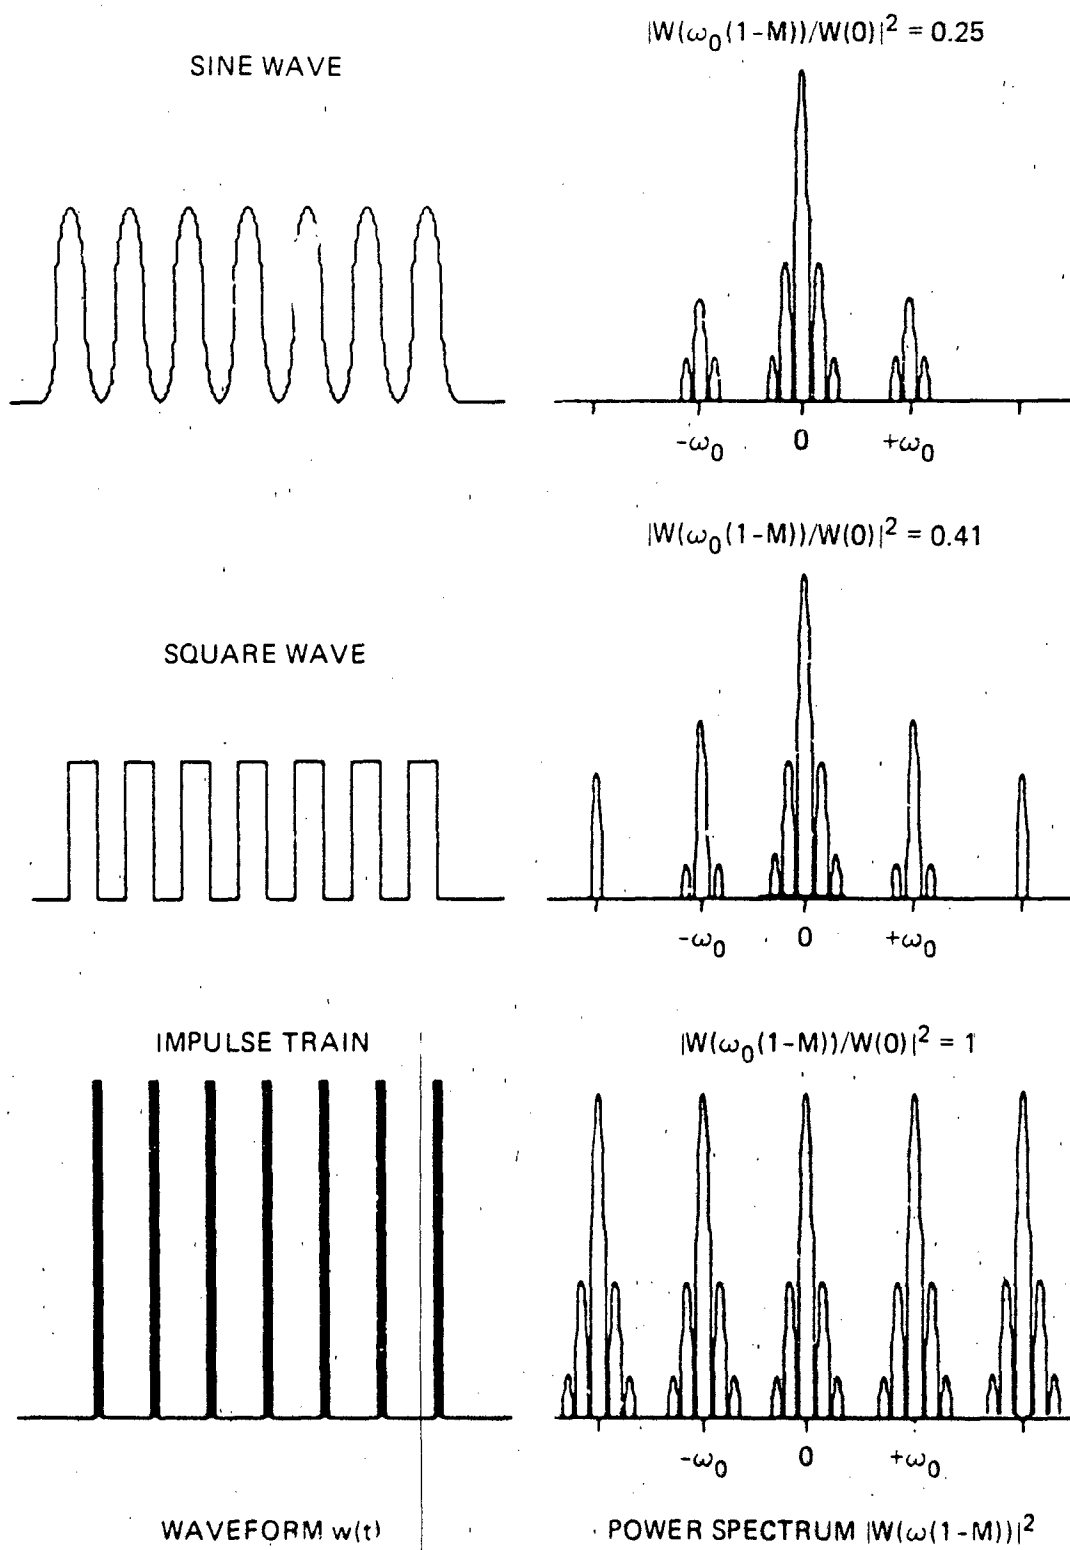 SINE WAVE
|W(ω₀(1-M))/W(0)|² = 0.25
-ω₀ 0 +ω₀
SQUARE WAVE
|W(ω₀(1-M))/W(0)|² = 0.41
-ω₀ 0 +ω₀
IMPULSE TRAIN
|W(ω₀(1-M))/W(0)|² = 1
-ω₀ 0 +ω₀
WAVEFORM w(t)
POWER SPECTRUM |W(ω(1-M))|²